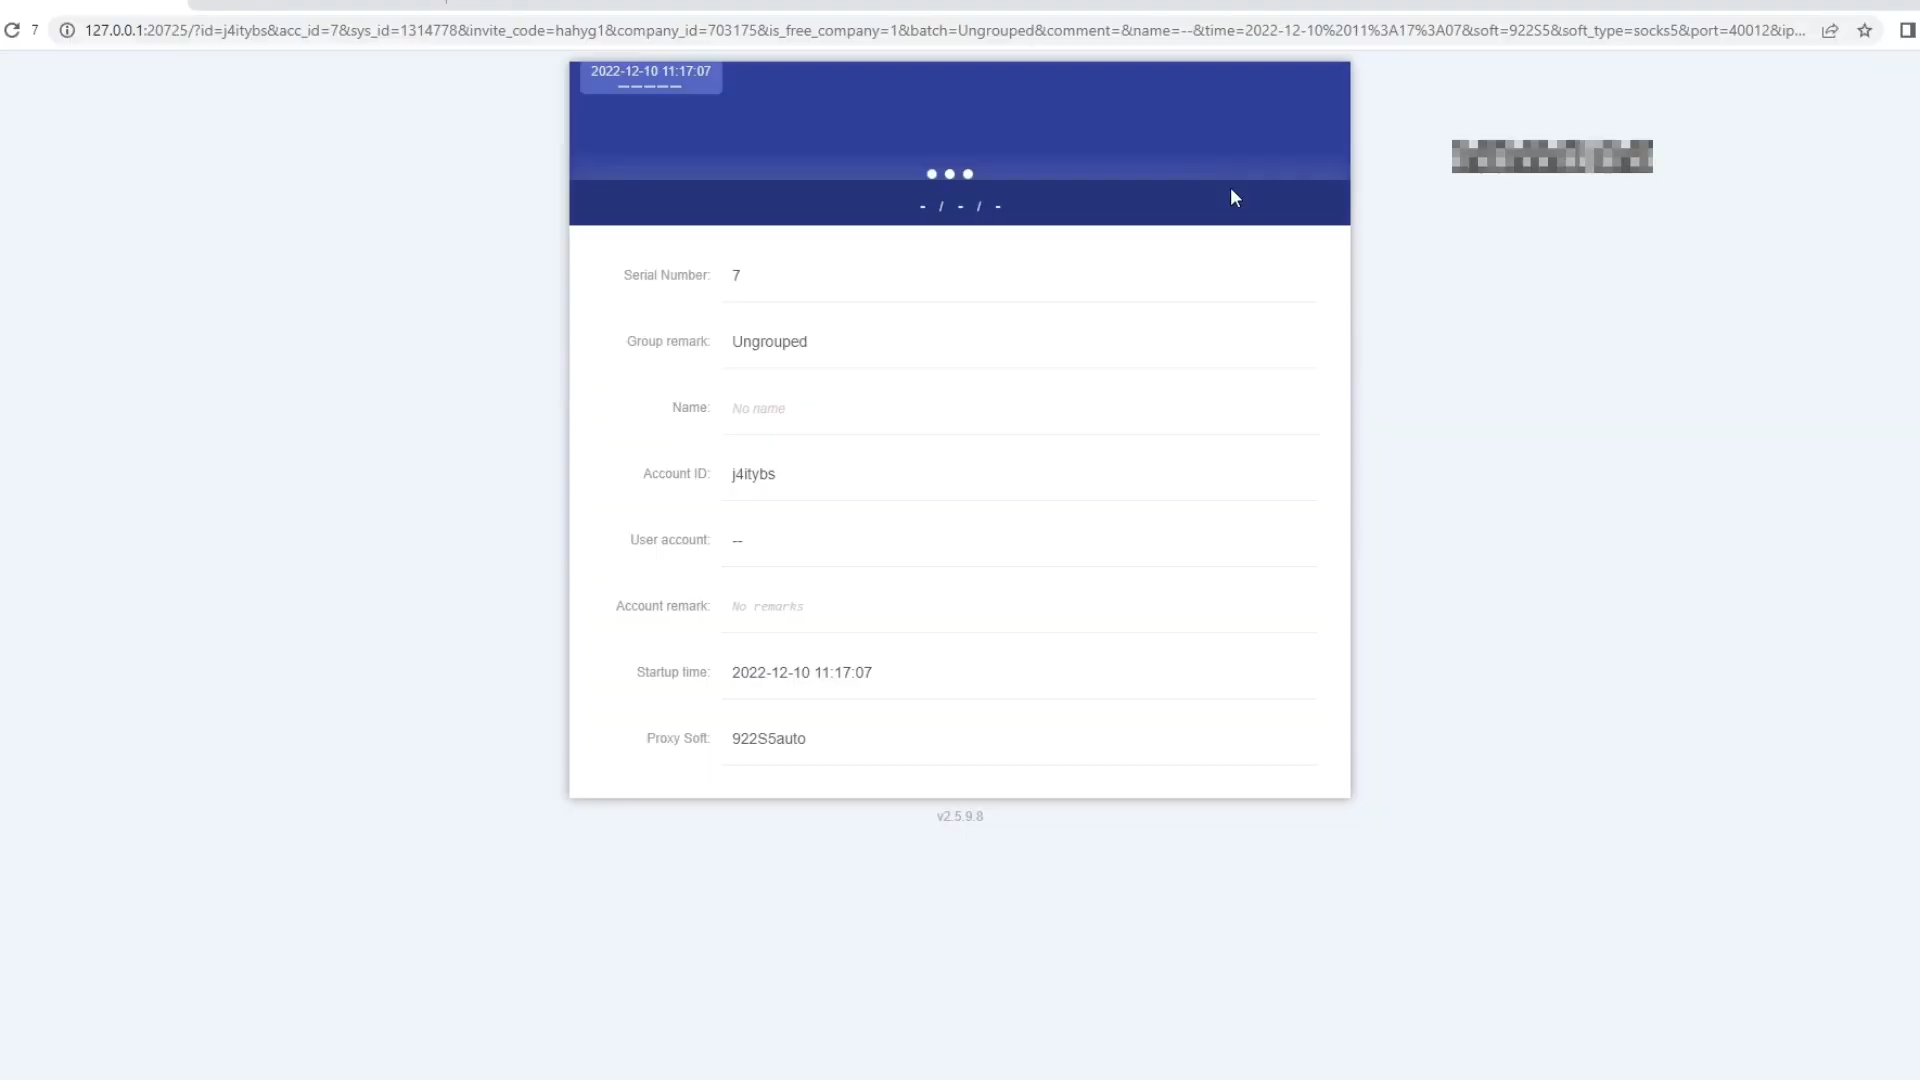 7 127.0.0.1:20725/?id=j4itybs&acc_id=7&sys_id=1314778&invite_code=hahyg1&company_id=703175&is_free_company=1&batch=Ungrouped&comment=&name=--&time=2022-12-10%2011%3A17%3A07&soft=922S5&soft_type=socks5&port=40012&ip...
2022-12-10 11:17:07
- / - / -
Serial Number: 7
Group remark: Ungrouped
Name: No name
Account ID: j4itybs
User account: --
Account remark: No remarks
Startup time: 2022-12-10 11:17:07
Proxy Soft: 922S5auto
v2.5.9.8